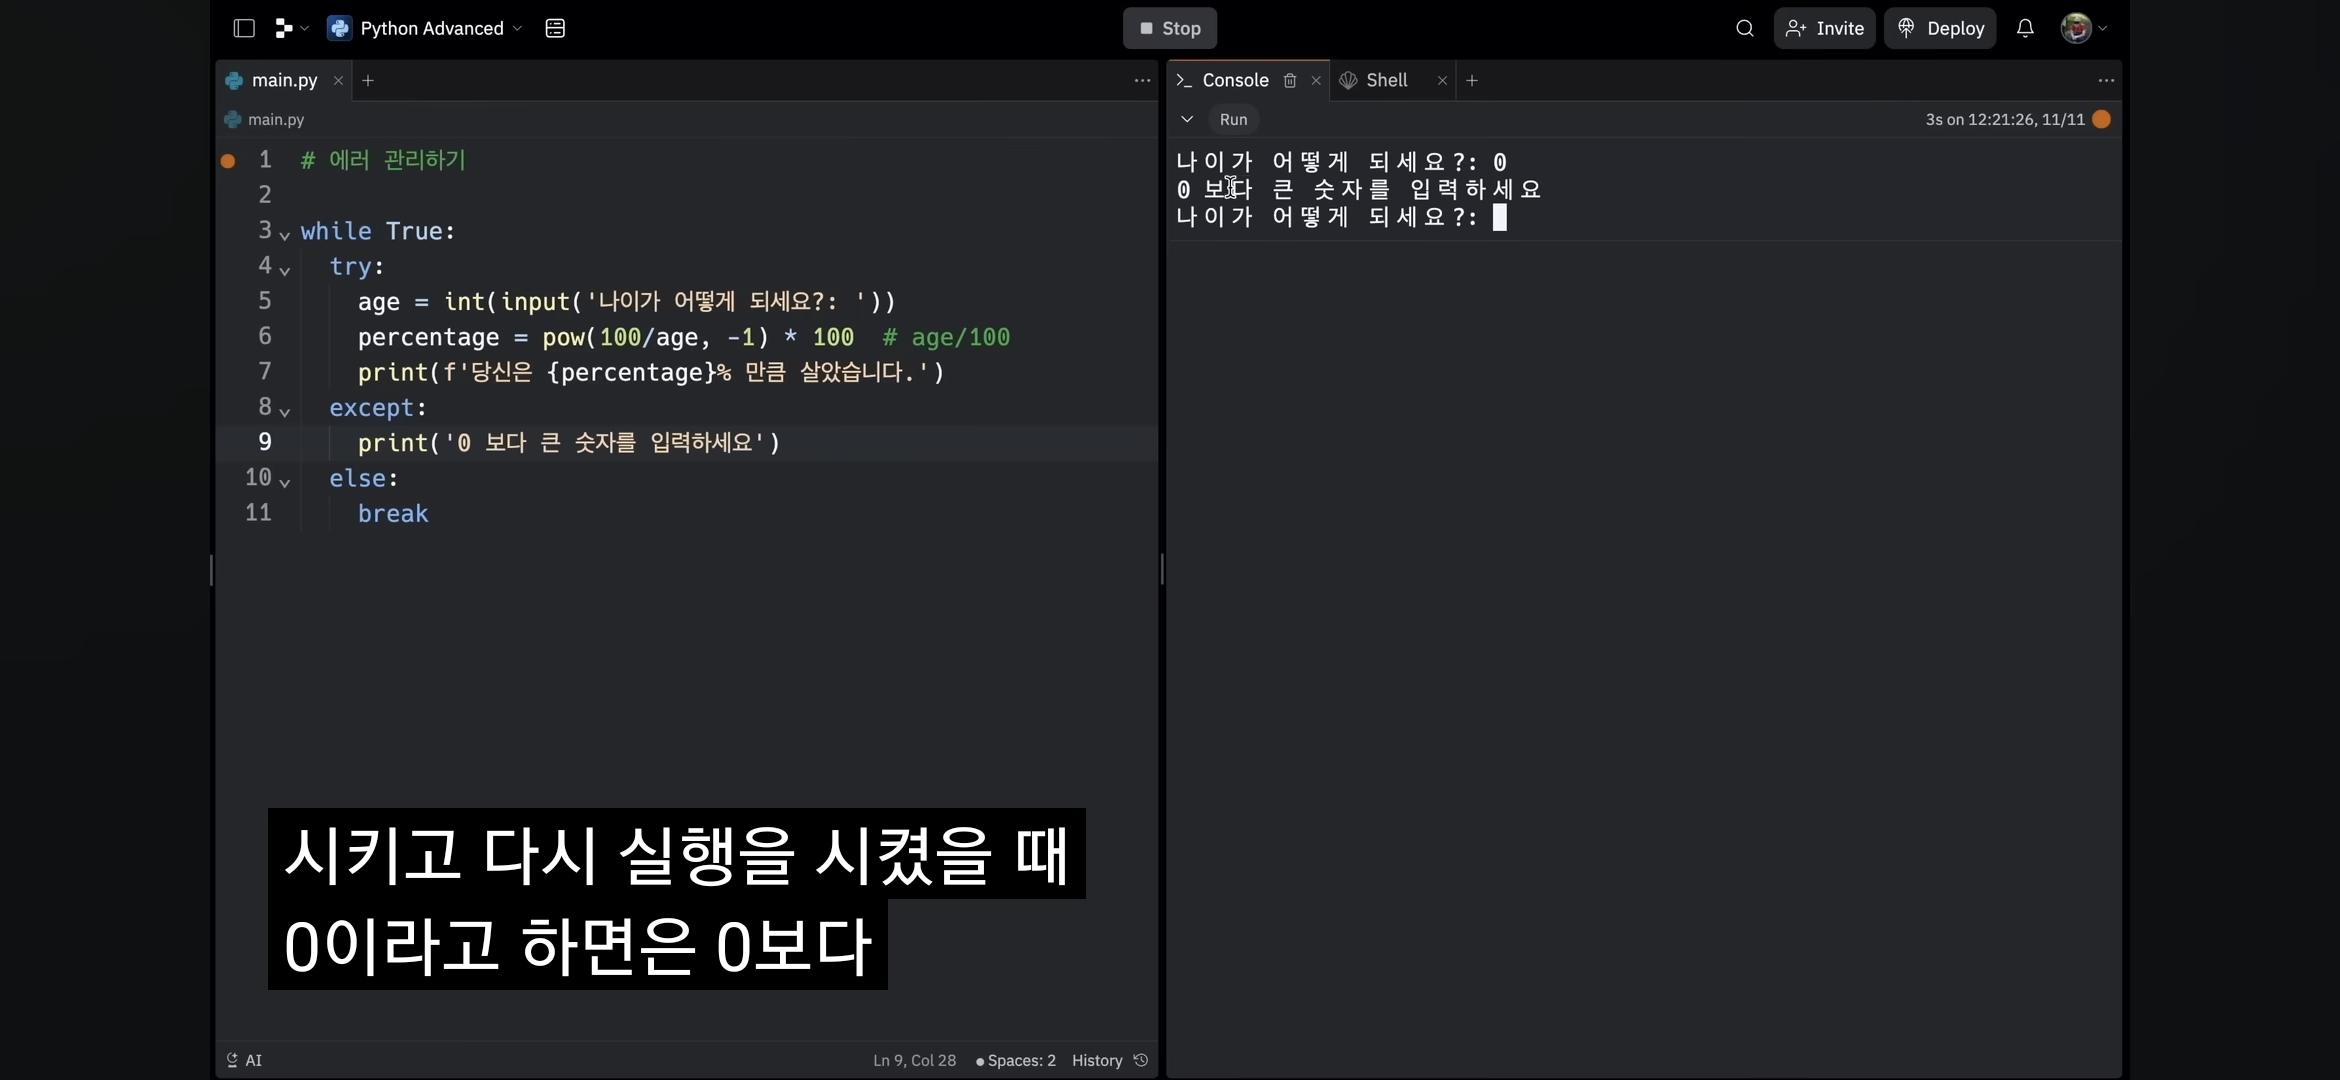 Python Advanced
Stop
Invite
Deploy
main.py
Console
Shell
main.py
Run
3s on 12:21:26, 11/11
1 # 에러 관리하기
2
3 while True:
4 try:
5 age = int(input('나이가 어떻게 되세요?: '))
6 percentage = pow(100/age, -1) * 100  # age/100
7 print(f'당신은 {percentage}% 만큼 살았습니다.')
8 except:
9 print('0 보다 큰 숫자를 입력하세요')
10 else:
11 break
나이가 어떻게 되세요?: 0
0 보다 큰 숫자를 입력하세요
나이가 어떻게 되세요?:
시키고 다시 실행을 시켰을 때
0이라고 하면은 0보다
AI
Ln 9, Col 28
Spaces: 2
History